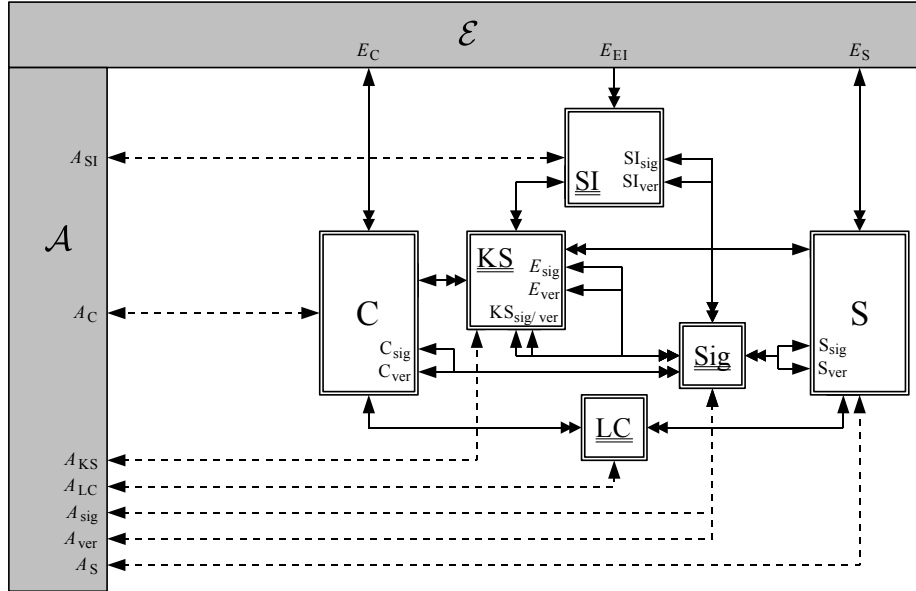 ℰ
E_C E_EI E_S
A_SI
SI_sig
SI_ver
SI
𝒜
KS
E_sig
E_ver
KS_sig/ver
A_C
C
S
C_sig
C_ver
Sig
S_sig
S_ver
LC
A_KS
A_LC
A_sig
A_ver
A_S